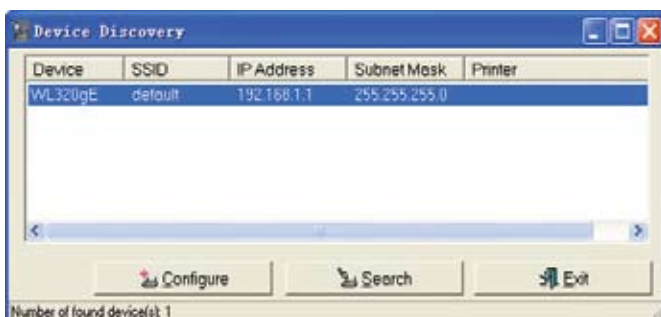 Device Discovery
Device SSID IP Address Subnet Mask Printer
WL320gE default 192.168.1.1 255.255.255.0
Configure Search Exit
Number of found device(s): 1